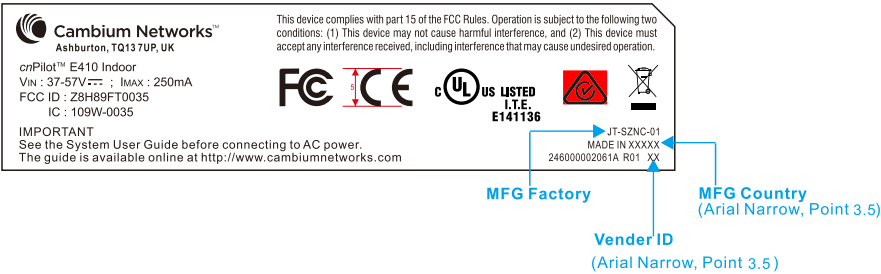 Cambium Networks™
Ashburton, TQ13 7UP, UK
cnPilot™ E410 Indoor
VIN : 37-57V ; IMAX : 250mA
FCC ID : Z8H89FT0035
IC : 109W-0035
IMPORTANT
See the System User Guide before connecting to AC power.
The guide is available online at http://www.cambiumnetworks.com
This device complies with part 15 of the FCC Rules. Operation is subject to the following two
conditions: (1) This device may not cause harmful interference, and (2) This device must
accept any interference received, including interference that may cause undesired operation.
FC
5
CE
C UL US LISTED
I.T.E.
E141136
JT-SZNC-01
MADE IN XXXXX
246000002061A R01 XX
MFG Factory
MFG Country
(Arial Narrow, Point 3.5)
Vender ID
(Arial Narrow, Point 3.5)